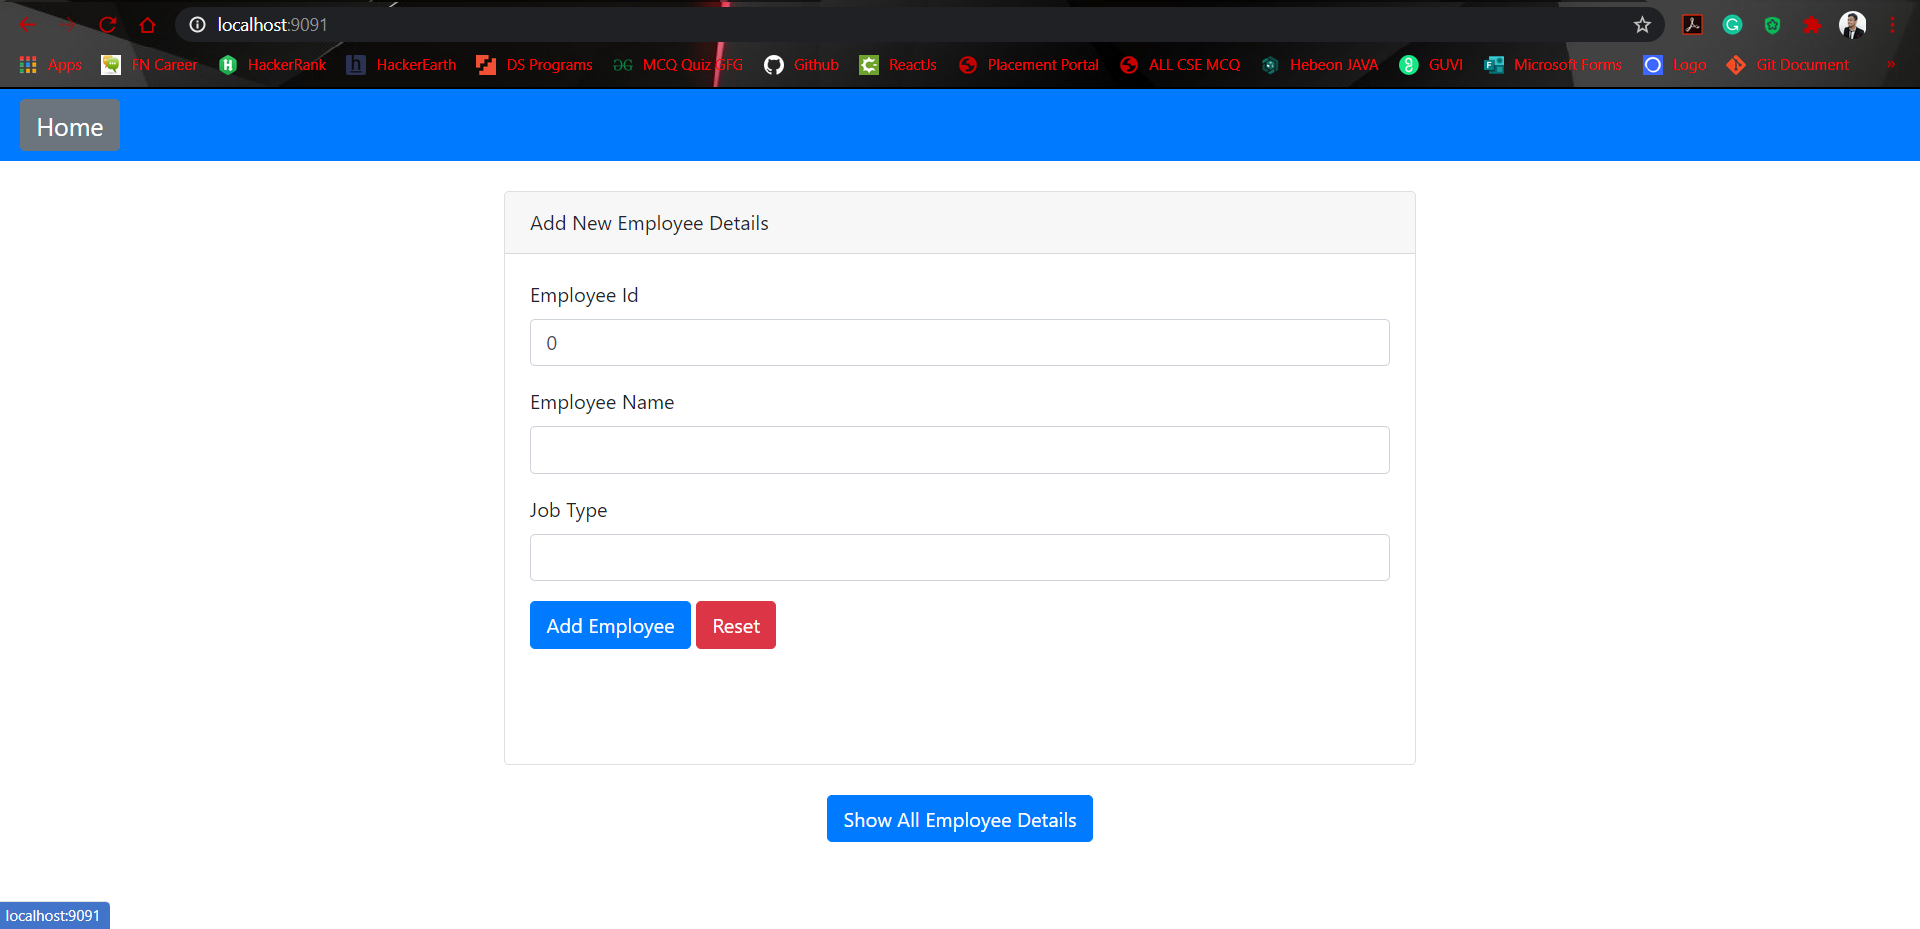 localhost:9091
Apps FN Career HackerRank HackerEarth DS Programs MCQ Quiz GFG Github ReactJs Placement Portal ALL CSE MCQ Hebeon JAVA GUVI Microsoft Forms Logo Git Document »
Home
Add New Employee Details
Employee Id
0
Employee Name
Job Type
Add Employee Reset
Show All Employee Details
localhost:9091